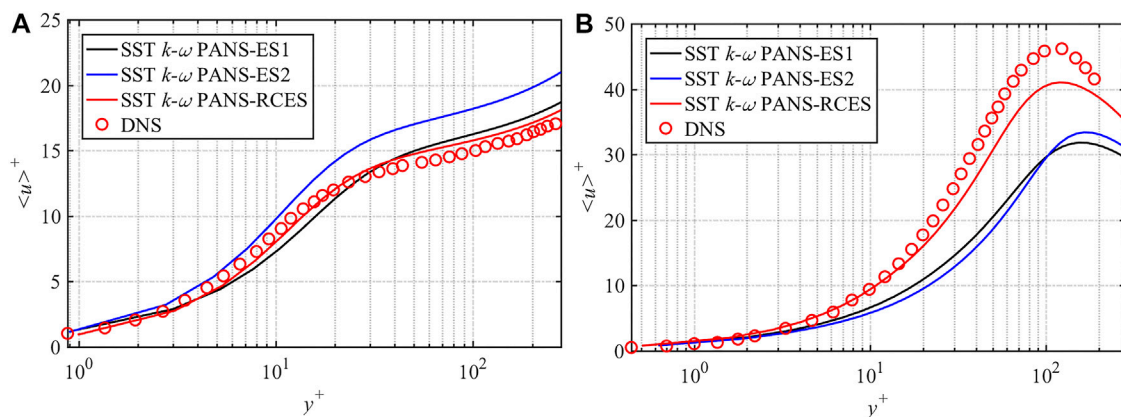 A
25
20
15
10
5
0
<u>⁺
SST k-ω PANS-ES1
SST k-ω PANS-ES2
SST k-ω PANS-RCES
DNS
10⁰
10¹
10²
y⁺
B
50
40
30
20
10
0
<u>⁺
SST k-ω PANS-ES1
SST k-ω PANS-ES2
SST k-ω PANS-RCES
DNS
10⁰
10¹
10²
y⁺